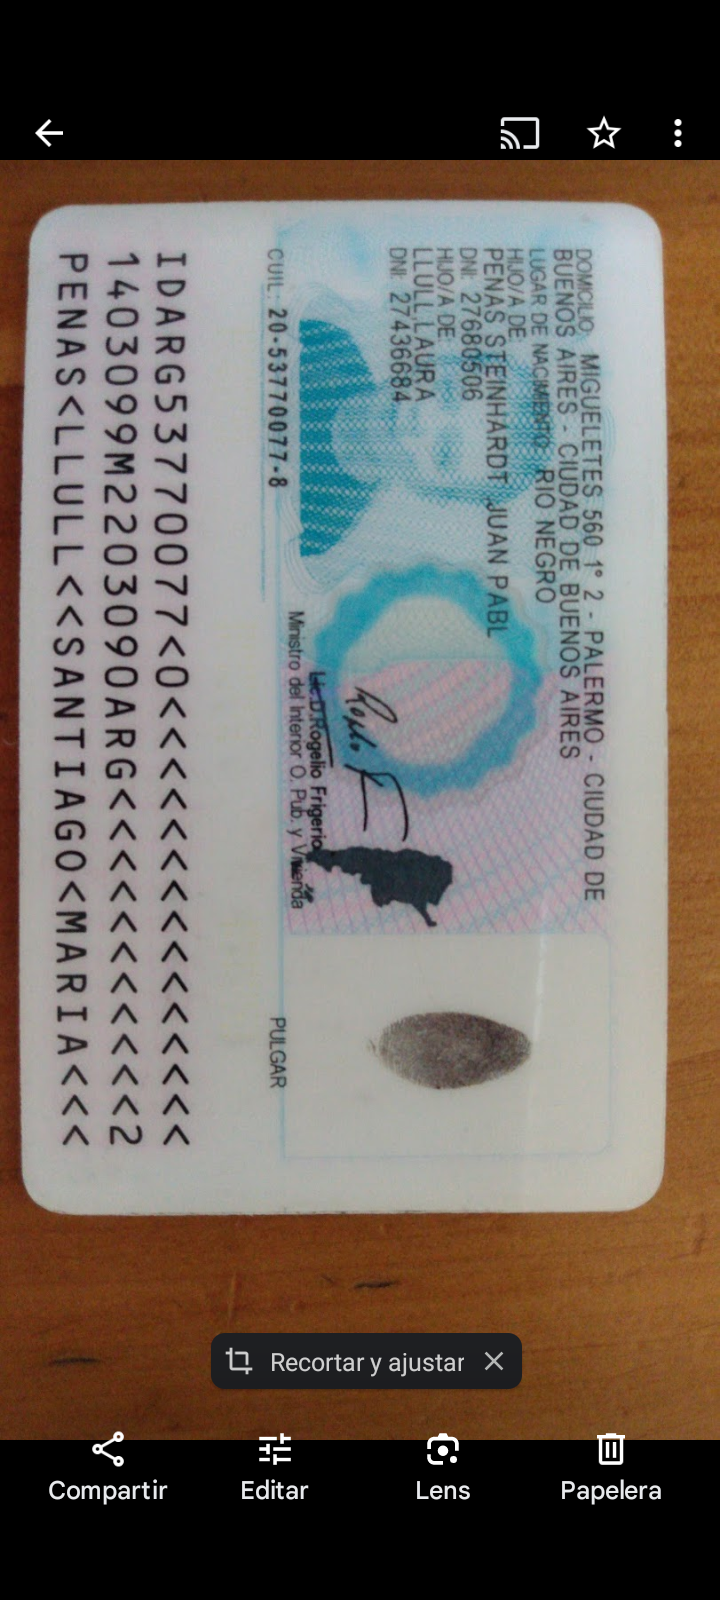 DOMICILIO: MIGUELETES 560 1° 2 - PALERMO - CIUDAD DE
BUENOS AIRES - CIUDAD DE BUENOS AIRES
LUGAR DE NACIMIENTO: RIO NEGRO
HIJO/A DE:
PENAS STEINHARDT, JUAN PABL
DNI: 27680506
HIJO/A DE:
LLULL, LAURA
DNI: 27436684
Lic.D.Rogelio Frigerio
Ministro del Interior O. Pub. y Vivienda
CUIL: 20-53770077-8
PULGAR
IDARG53770077<0<<<<<<<<<<<<<<<
1403099M2203090ARG<<<<<<<<<<<2
PENAS<LLULL<<SANTIAGO<MARIA<<<
Recortar y ajustar
Compartir
Editar
Lens
Papelera